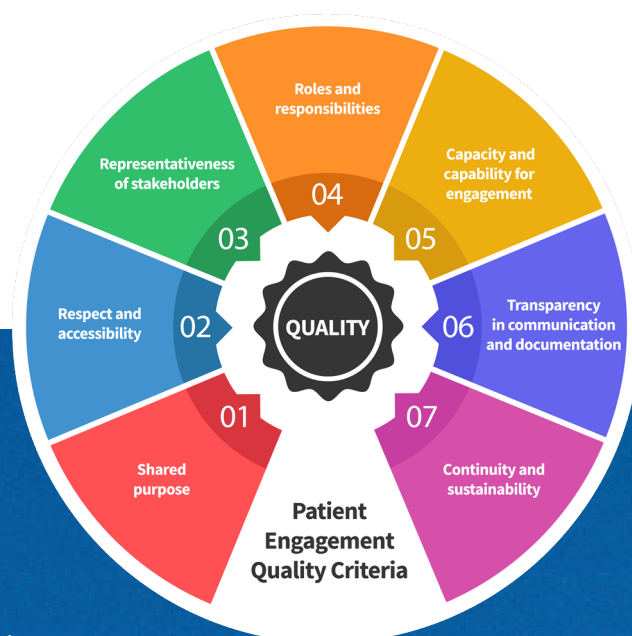 Roles and
responsibilities
04
Representativeness
of stakeholders
03
Capacity and
capability for
engagement
05
Respect and
accessibility
02
QUALITY
06
Transparency
in communication
and documentation
01
Shared
purpose
07
Continuity and
sustainability
Patient
Engagement
Quality Criteria